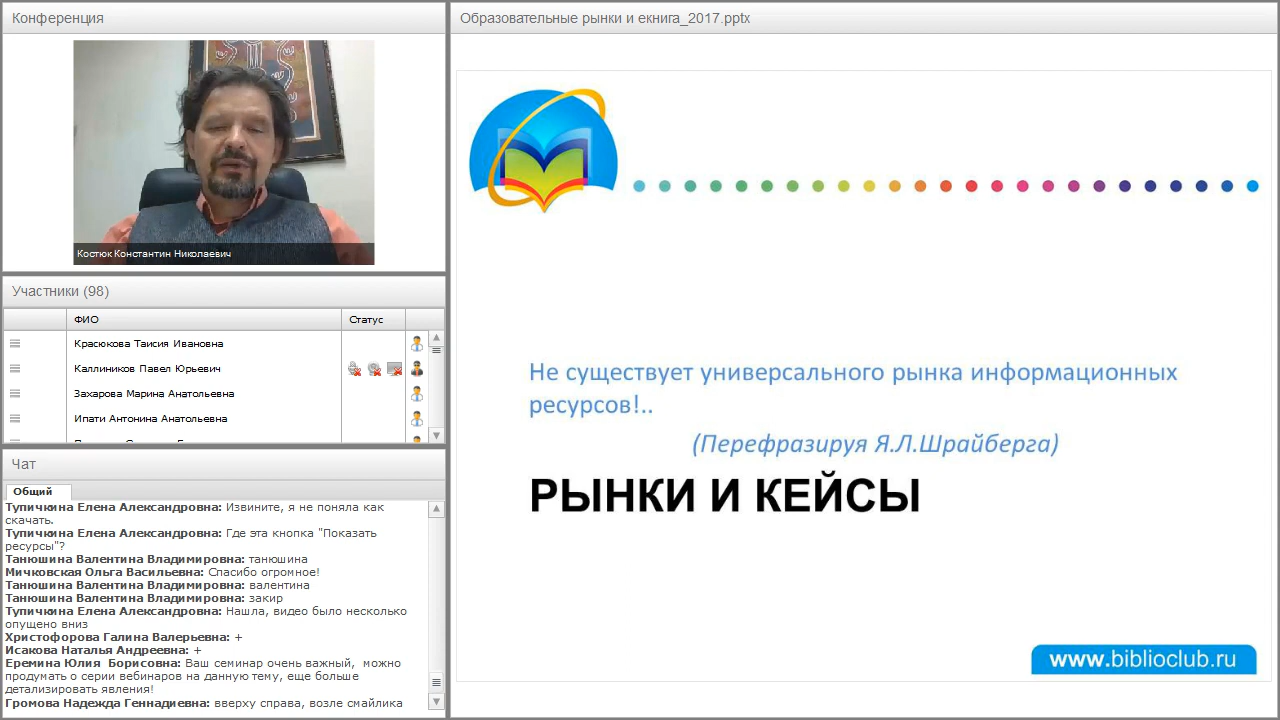 Конференция
Костюк Константин Николаевич
Участники (98)
ФИО
Статус
Красюкова Таисия Ивановна
Каллиников Павел Юрьевич
Захарова Марина Анатольевна
Ипати Антонина Анатольевна
Чат
Общий
Тупичкина Елена Александровна: Извините, я не поняла как
скачать.
Тупичкина Елена Александровна: Где эта кнопка "Показать
ресурсы"?
Танюшина Валентина Владимировна: танюшина
Мичковская Ольга Васильевна: Спасибо огромное!
Танюшина Валентина Владимировна: валентина
Танюшина Валентина Владимировна: закир
Тупичкина Елена Александровна: Нашла, видео было несколько
опущено вниз
Христофорова Галина Валерьевна: +
Исакова Наталья Андреевна: +
Еремина Юлия Борисовна: Ваш семинар очень важный, можно
продумать о серии вебинаров на данную тему, еще больше
детализировать явления!
Громова Надежда Геннадиевна: вверху справа, возле смайлика
Образовательные рынки и екнига_2017.pptx
Не существует универсального рынка информационных
ресурсов!..
(Перефразируя Я.Л.Шрайберга)
РЫНКИ И КЕЙСЫ
www.biblioclub.ru